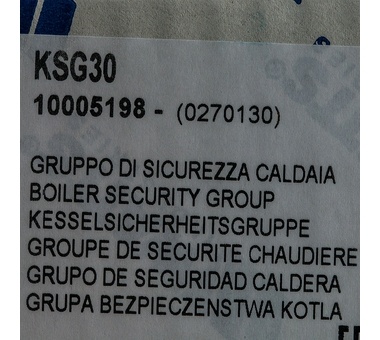 KSG30
10005198 - (0270130)
GRUPPO DI SICUREZZA CALDAIA
BOILER SECURITY GROUP
KESSELSICHERHEITSGRUPPE
GROUPE DE SECURITE CHAUDIERE
GRUPO DE SEGURIDAD CALDERA
GRUPA BEZPIECZENSTWA KOTLA